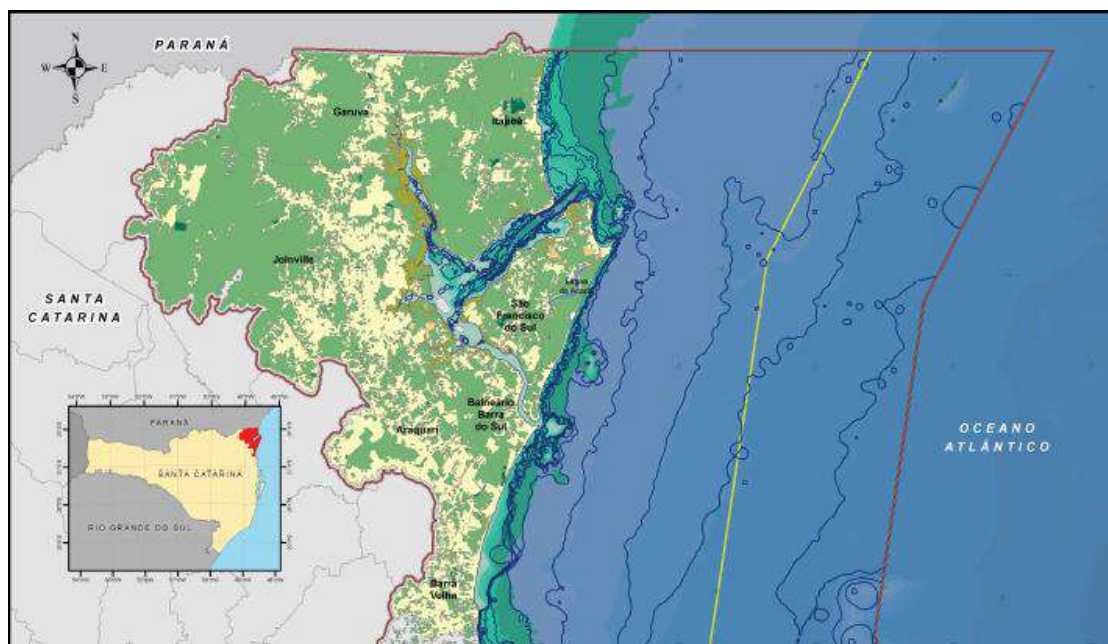 N
W
E
S
PARANÁ
Garuva
Itapoá
Joinville
SANTA
CATARINA
São
Francisco
do Sul
Balneário
Barra
do Sul
Araquari
OCEANO
ATLÂNTICO
PARANÁ
SANTA CATARINA
RIO GRANDE DO SUL
Barra
Velha